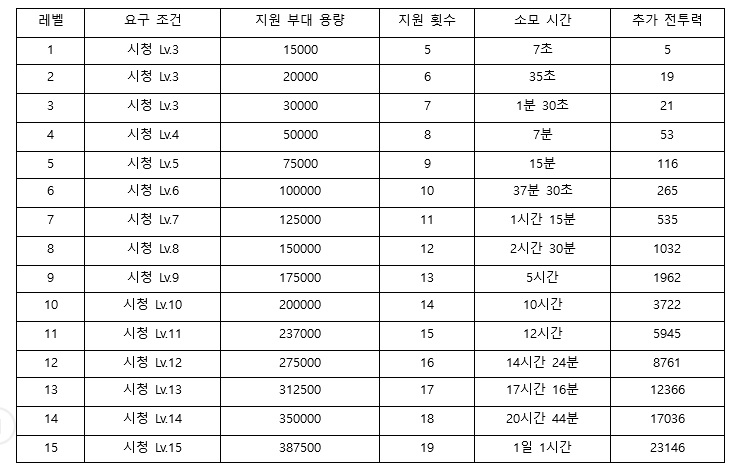 레벨 요구 조건 지원 부대 용량 지원 횟수 소모 시간 추가 전투력
1 시청 Lv.3 15000 5 7초 5
2 시청 Lv.3 20000 6 35초 19
3 시청 Lv.3 30000 7 1분 30초 21
4 시청 Lv.4 50000 8 7분 53
5 시청 Lv.5 75000 9 15분 116
6 시청 Lv.6 100000 10 37분 30초 265
7 시청 Lv.7 125000 11 1시간 15분 535
8 시청 Lv.8 150000 12 2시간 30분 1032
9 시청 Lv.9 175000 13 5시간 1962
10 시청 Lv.10 200000 14 10시간 3722
11 시청 Lv.11 237000 15 12시간 5945
12 시청 Lv.12 275000 16 14시간 24분 8761
13 시청 Lv.13 312500 17 17시간 16분 12366
14 시청 Lv.14 350000 18 20시간 44분 17036
15 시청 Lv.15 387500 19 1일 1시간 23146